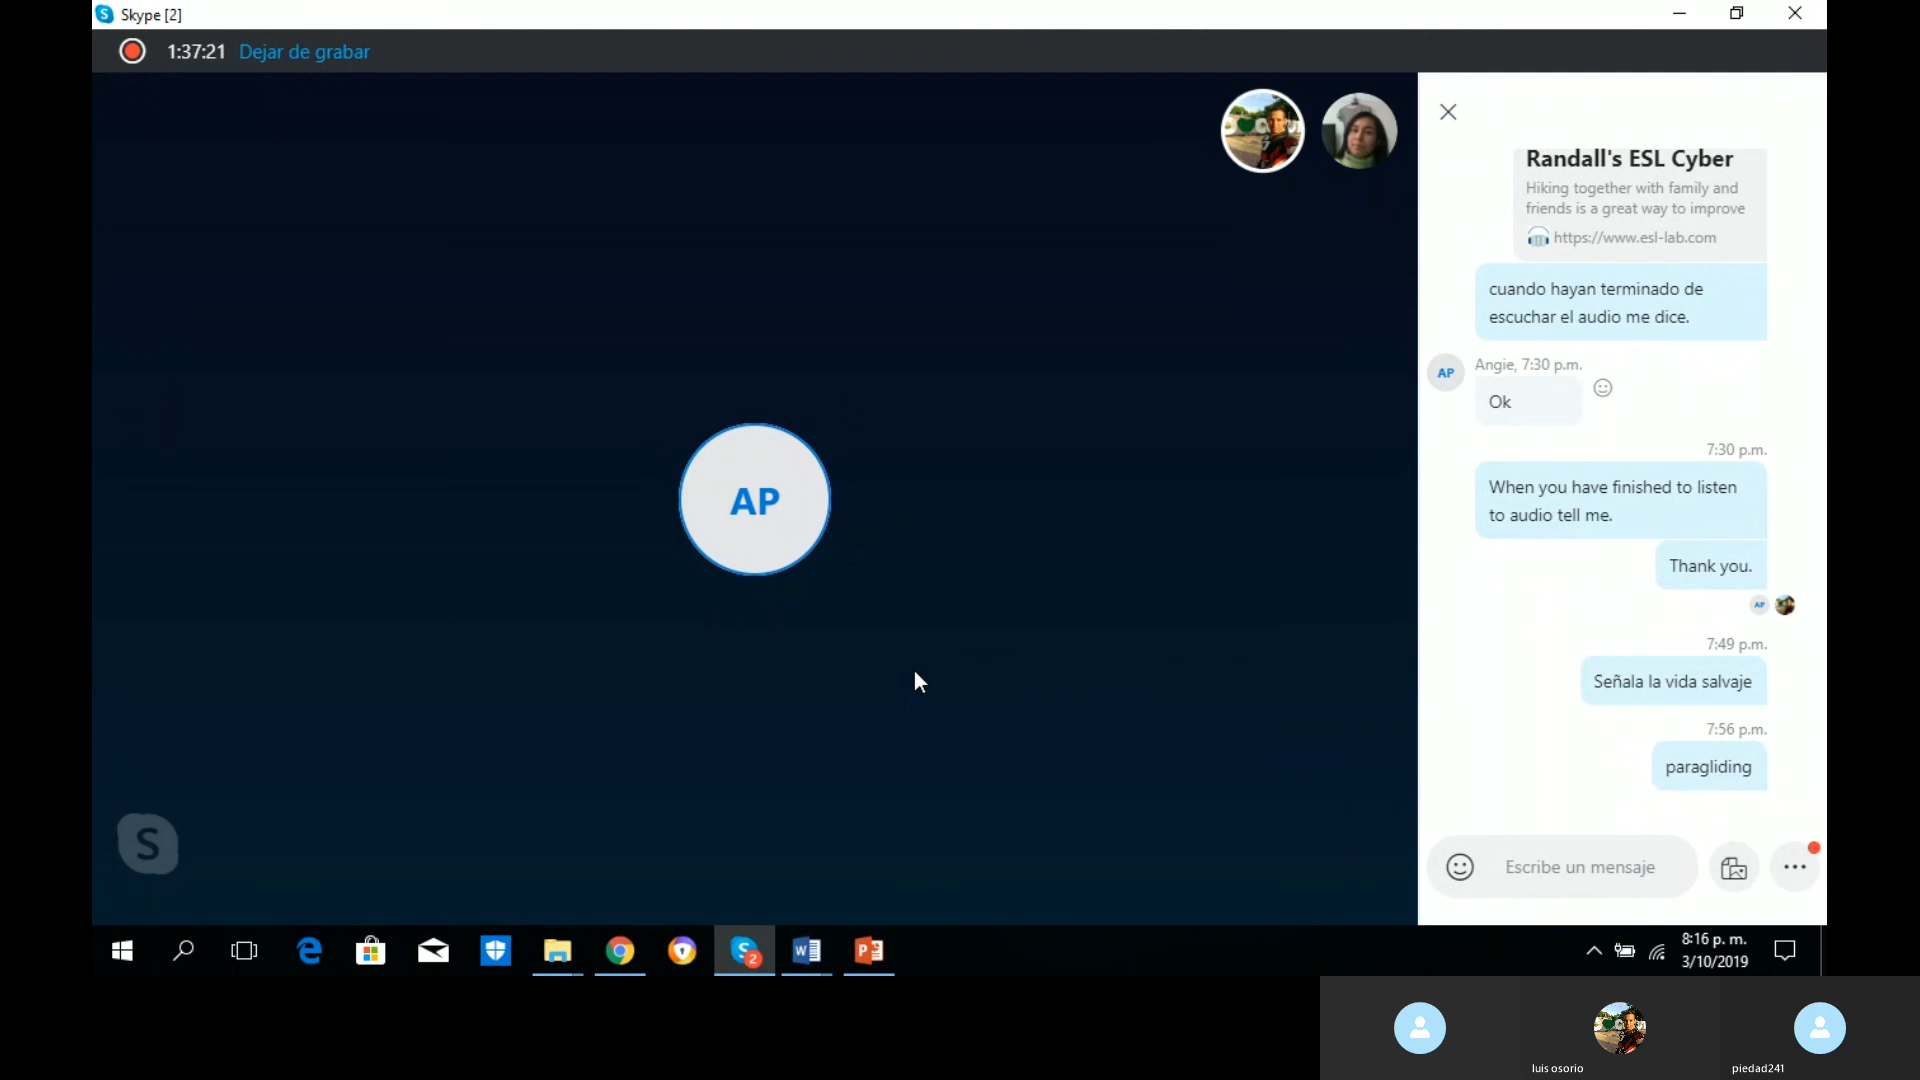 Skype [2]
1:37:21 Dejar de grabar
Randall's ESL Cyber
Hiking together with family and
friends is a great way to improve
https://www.esl-lab.com
cuando hayan terminado de
escuchar el audio me dice.
AP
Angie, 7:30 p.m.
Ok
7:30 p.m.
When you have finished to listen
to audio tell me.
Thank you.
AP
7:49 p.m.
Señala la vida salvaje
7:56 p.m.
paragliding
Escribe un mensaje
AP
S
2
8:16 p. m.
3/10/2019
luis osorio
piedad241